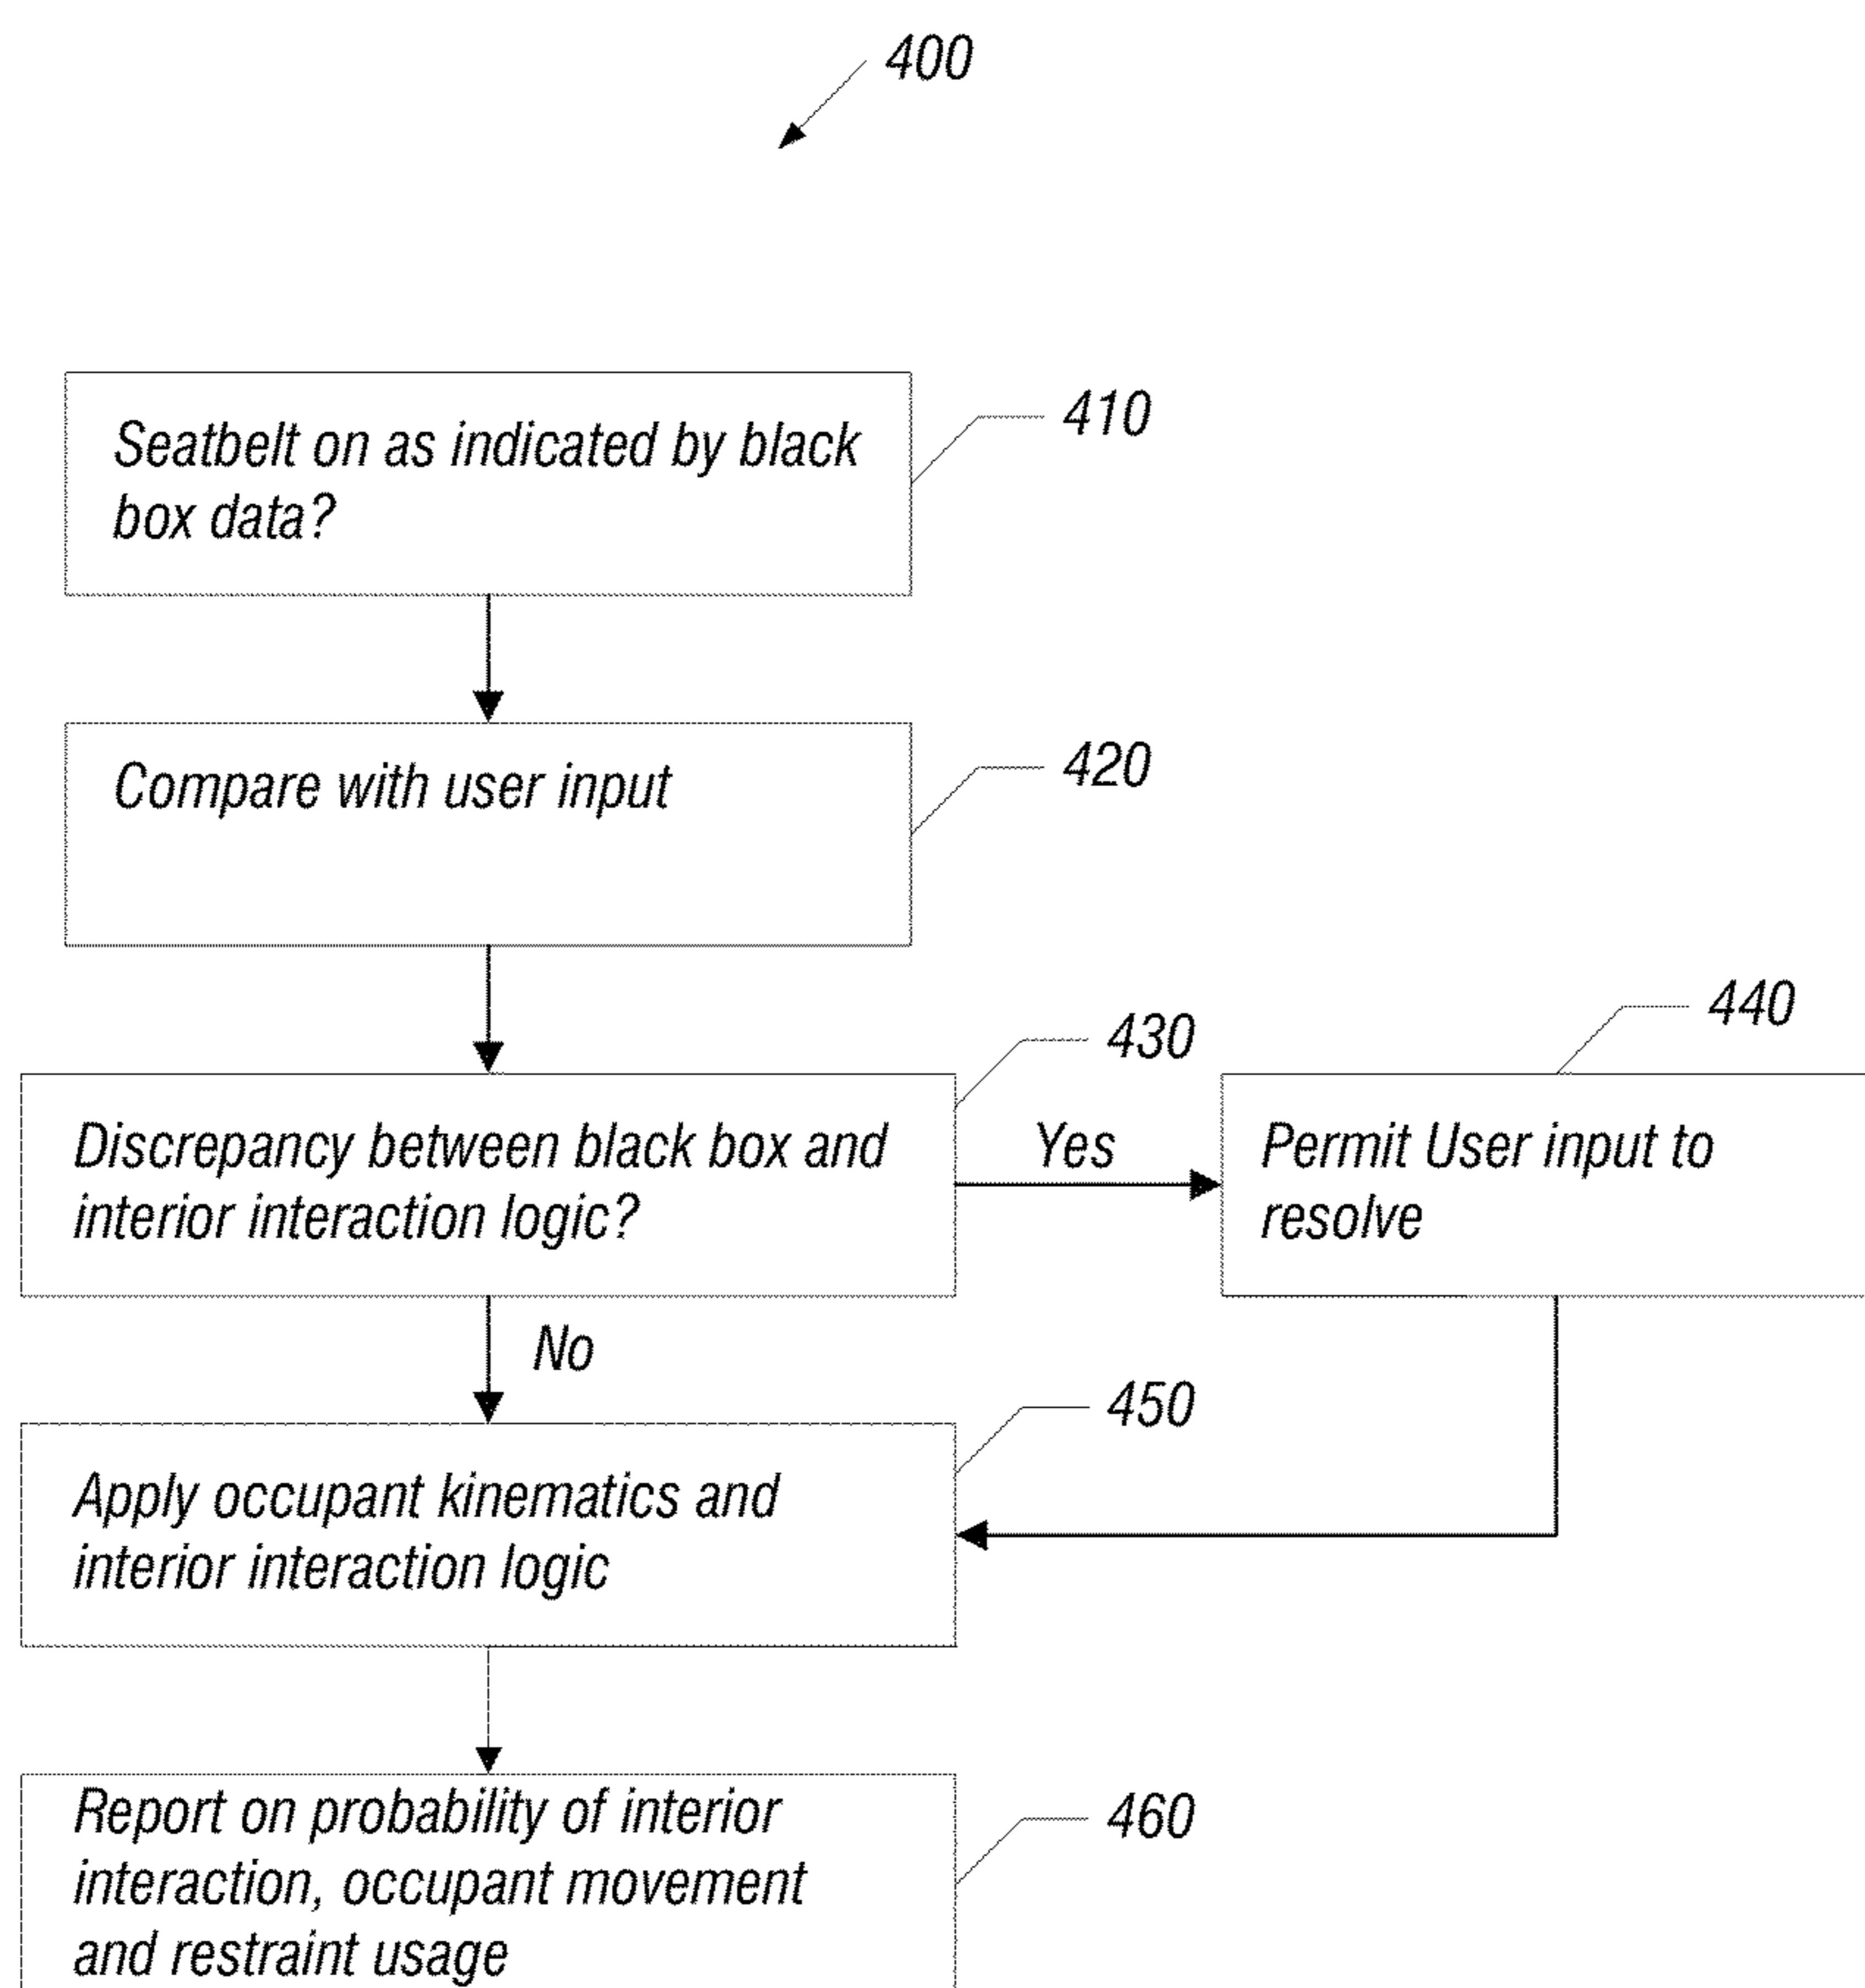 400
Seatbelt on as indicated by black
box data?
410
Compare with user input
420
Discrepancy between black box and
interior interaction logic?
430
Yes
Permit User input to
resolve
440
No
Apply occupant kinematics and
interior interaction logic
450
Report on probability of interior
interaction, occupant movement
and restraint usage
460